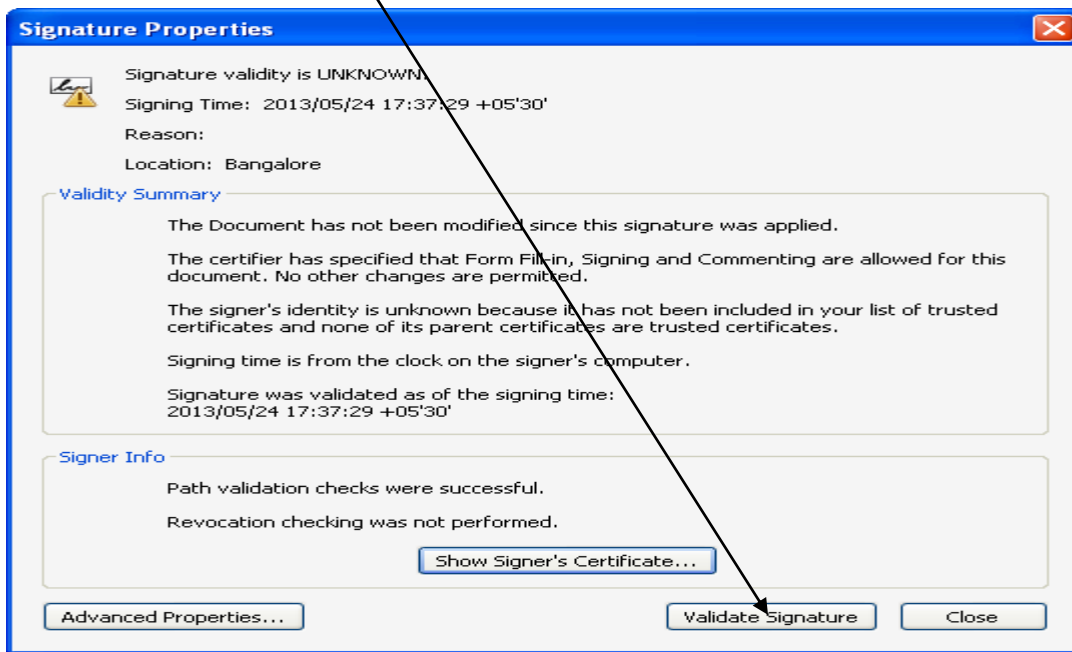 Signature Properties
Signature validity is UNKNOWN.
Signing Time: 2013/05/24 17:37:29 +05'30'
Reason:
Location: Bangalore
Validity Summary
The Document has not been modified since this signature was applied.
The certifier has specified that Form Fill-in, Signing and Commenting are allowed for this
document. No other changes are permitted.
The signer's identity is unknown because it has not been included in your list of trusted
certificates and none of its parent certificates are trusted certificates.
Signing time is from the clock on the signer's computer.
Signature was validated as of the signing time:
2013/05/24 17:37:29 +05'30'
Signer Info
Path validation checks were successful.
Revocation checking was not performed.
Show Signer's Certificate...
Advanced Properties... Validate Signature Close